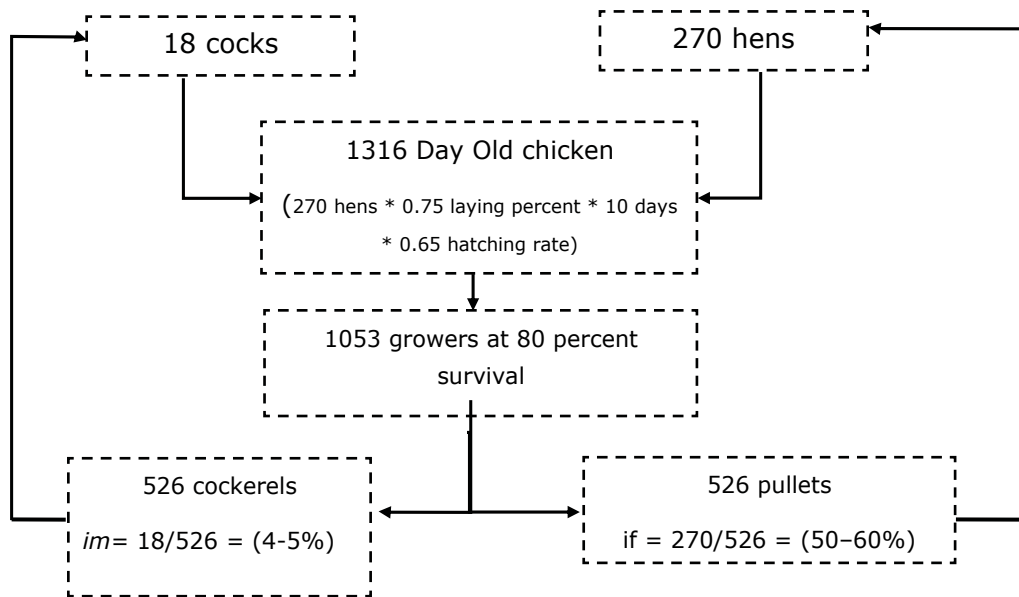 18 cocks
270 hens
1316 Day Old chicken
(270 hens * 0.75 laying percent * 10 days
* 0.65 hatching rate)
1053 growers at 80 percent
survival
526 cockerels
im= 18/526 = (4-5%)
526 pullets
if = 270/526 = (50–60%)